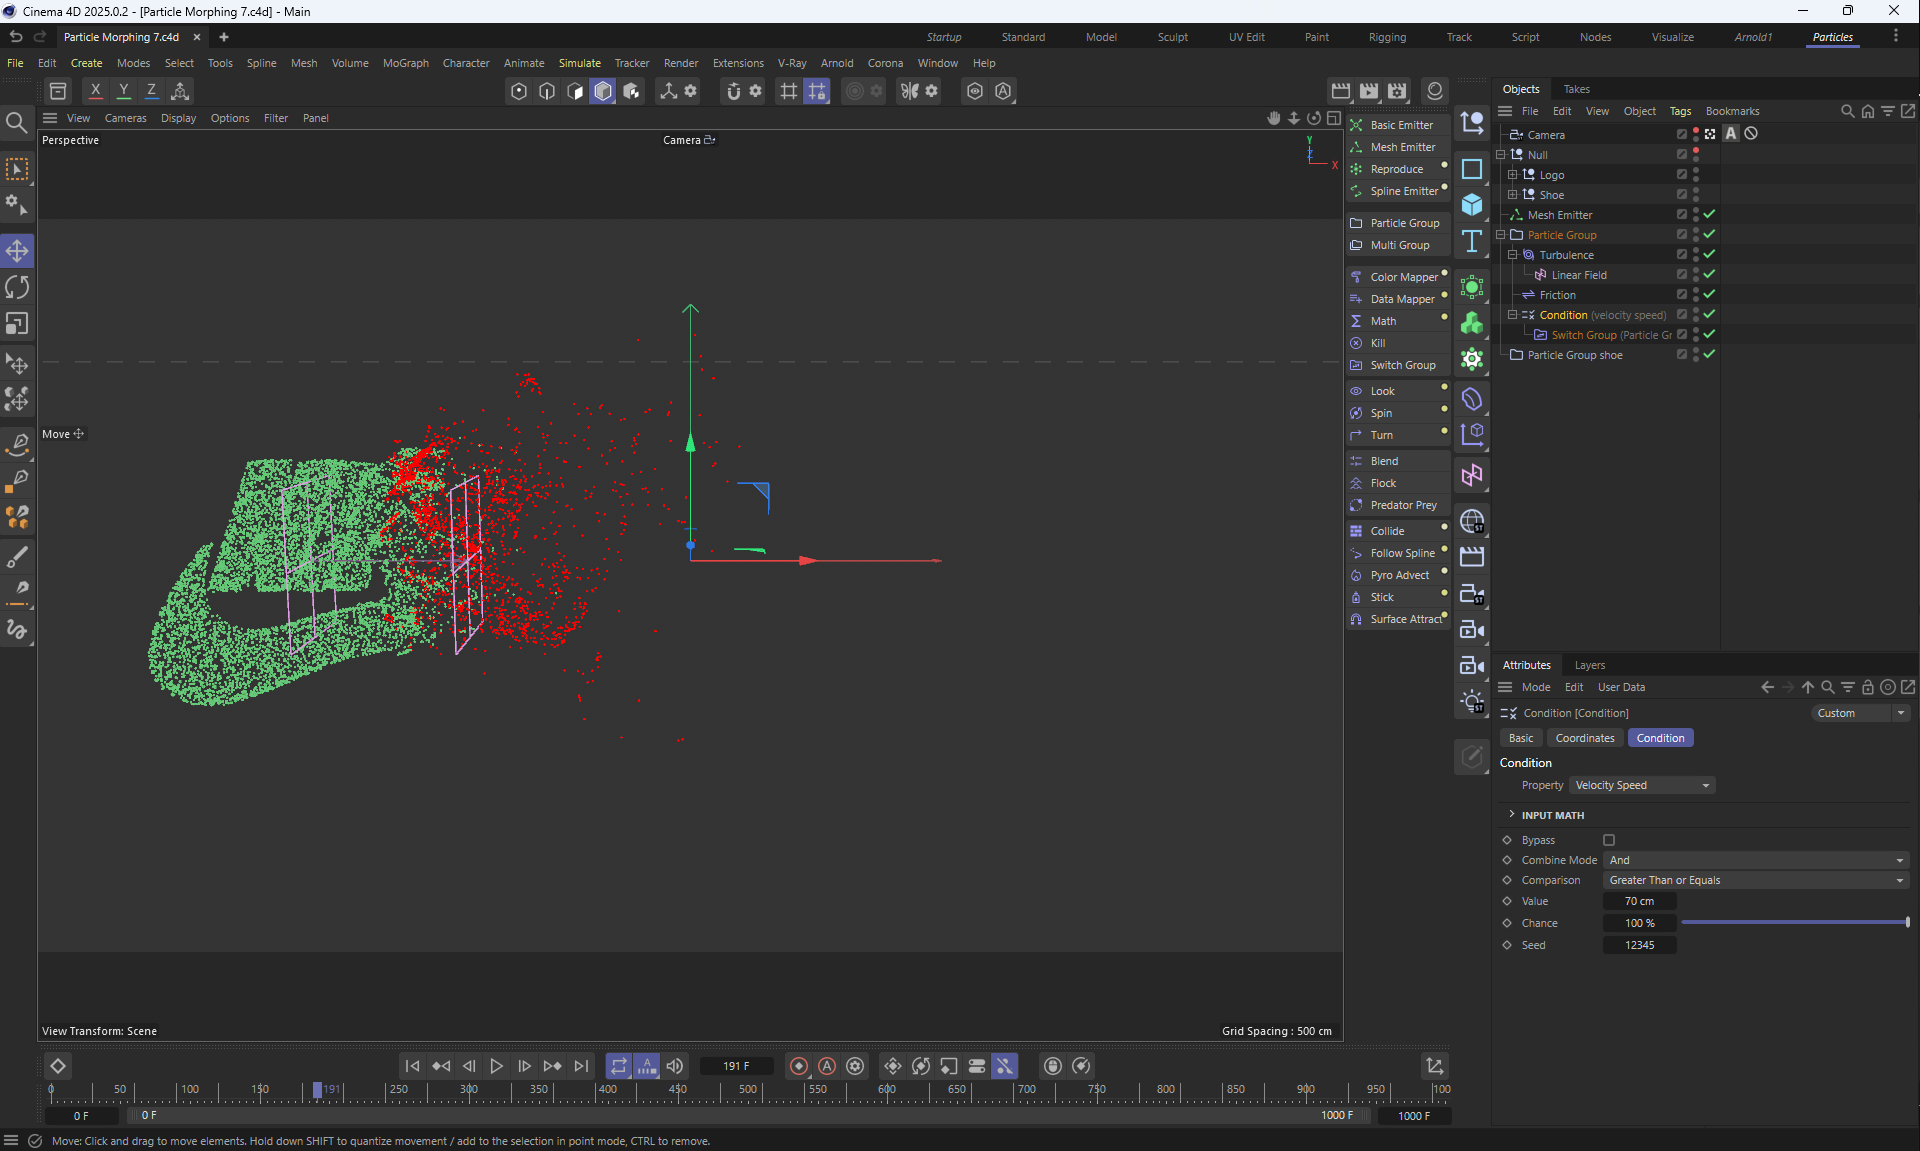 Cinema 4D 2025.0.2 - [Particle Morphing 7.c4d] - Main
Particle Morphing 7.c4d
Startup Standard Model Sculpt UV Edit Paint Rigging Track Script Nodes Visualize Arnold1 Particles
File Edit Create Modes Select Tools Spline Mesh Volume MoGraph Character Animate Simulate Tracker Render Extensions V-Ray Arnold Corona Window Help
X Y Z
View Cameras Display Options Filter Panel
Perspective
Camera
Y
Z
X
Move
View Transform: Scene
Grid Spacing : 500 cm
Basic Emitter
Mesh Emitter
Reproduce
Spline Emitter
Particle Group
Multi Group
Color Mapper
Data Mapper
Math
Kill
Switch Group
Look
Spin
Turn
Blend
Flock
Predator Prey
Collide
Follow Spline
Pyro Advect
Stick
Surface Attract
ST
ST
ST
Objects Takes
File Edit View Object Tags Bookmarks
Camera
A
Null
Logo
Shoe
Mesh Emitter
Particle Group
Turbulence
Linear Field
Friction
Condition (velocity speed)
Switch Group (Particle Gr
Particle Group shoe
Attributes Layers
Mode Edit User Data
Condition [Condition]
Custom
Basic Coordinates Condition
Condition
Property Velocity Speed
INPUT MATH
Bypass
Combine Mode And
Comparison Greater Than or Equals
Value 70 cm
Chance 100 %
Seed 12345
191 F
0 50 100 150 191 250 300 350 400 450 500 550 600 650 700 750 800 850 900 950 100
0 F 0 F 1000 F 1000 F
Move: Click and drag to move elements. Hold down SHIFT to quantize movement / add to the selection in point mode, CTRL to remove.